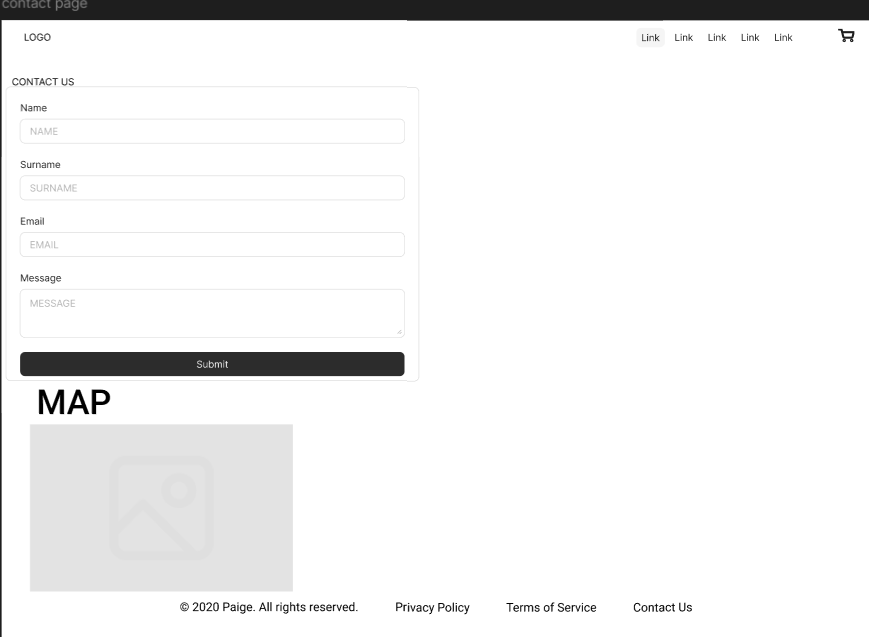 contact page
LOGO Link Link Link Link Link
CONTACT US
Name
NAME
Surname
SURNAME
Email
EMAIL
Message
MESSAGE
Submit
MAP
© 2020 Paige. All rights reserved. Privacy Policy Terms of Service Contact Us